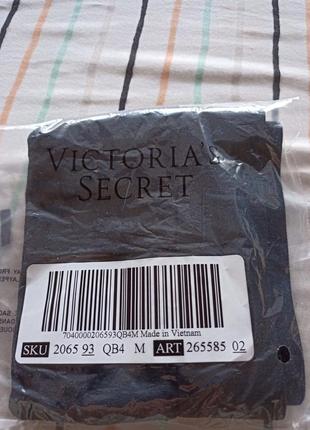 VICTORIA'S
SECRET
7040000206593QB4M Made in Vietnam
SKU 2065 93 QB4 M ART 265585 02